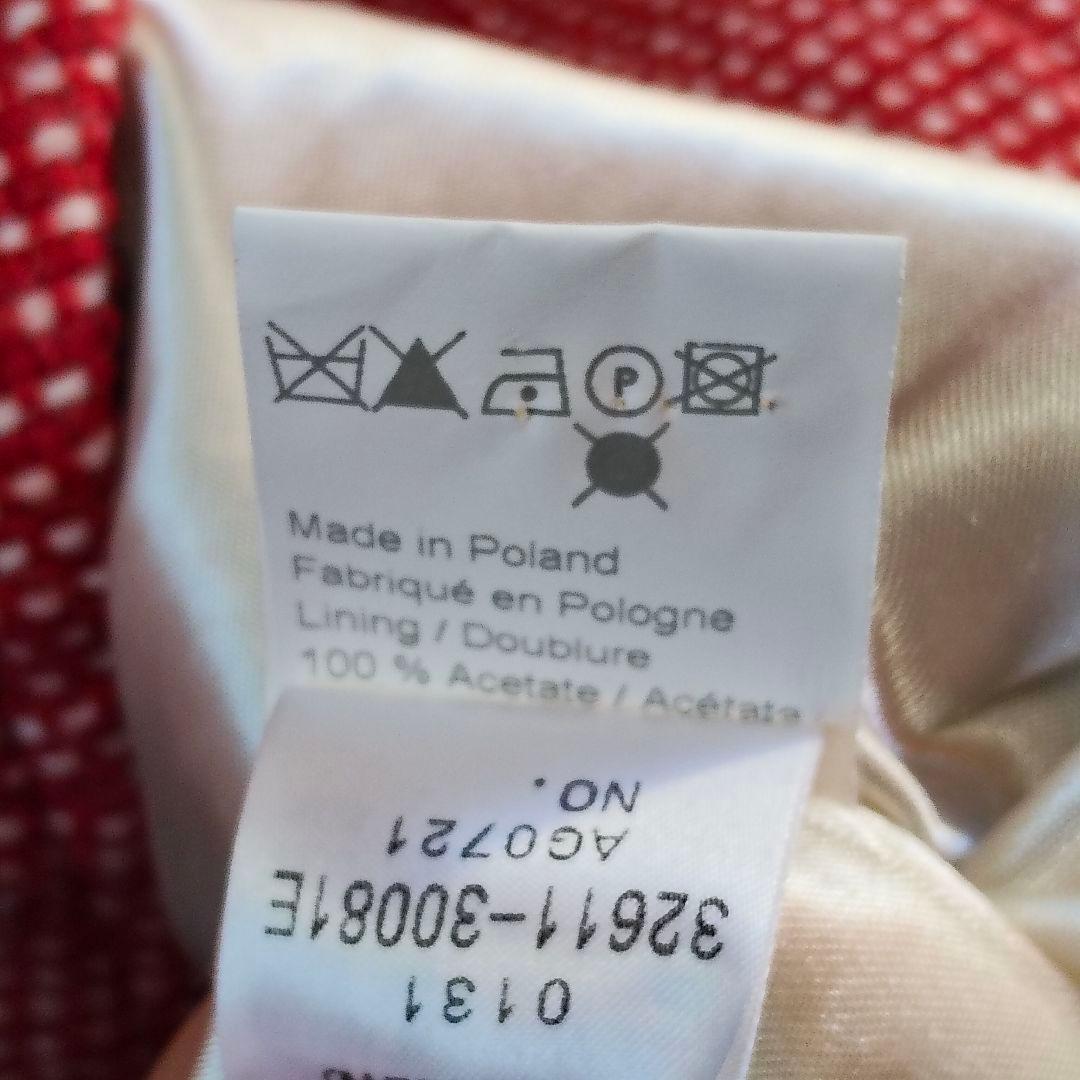 P
Made in Poland
Fabriqué en Pologne
Lining / Doublure
100 % Acetate / Acétate
NO.
AG0721
32611-30081E
0131